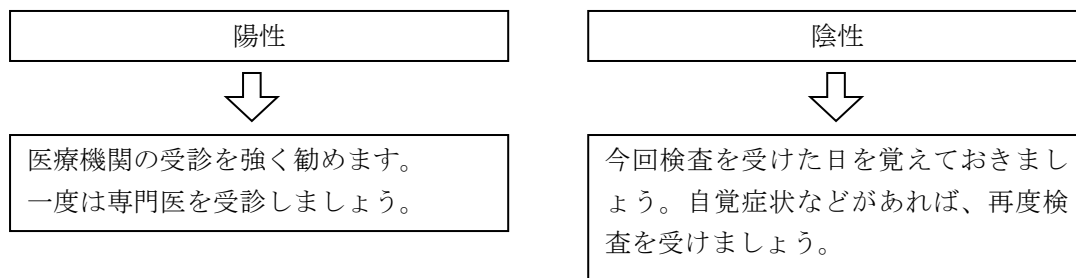 陽性
医療機関の受診を強く勧めます。
一度は専門医を受診しましょう。
陰性
今回検査を受けた日を覚えておきまし
ょう。自覚症状などがあれば、再度検
査を受けましょう。